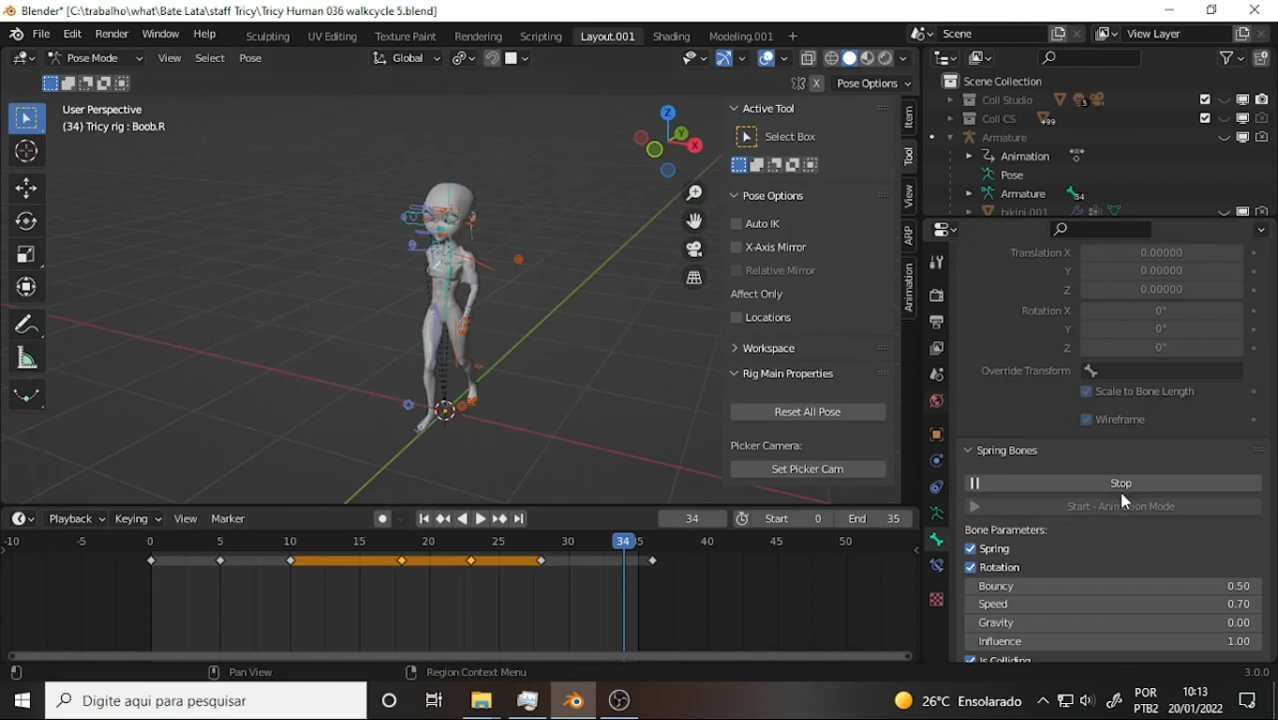 Blender* [C:\trabalho\what\Bate Lata\staff Tricy\Tricy Human 036 walkcycle 5.blend]
File Edit Render Window Help Sculpting UV Editing Texture Paint Rendering Scripting Layout.001 Shading Modeling.001 + Scene View Layer
Pose Mode View Select Pose Global
X Pose Options
User Perspective
(34) Tricy rig : Boob.R
Z
Y
X
Active Tool
Select Box
Pose Options
Auto IK
X-Axis Mirror
Relative Mirror
Affect Only
Locations
Workspace
Rig Main Properties
Reset All Pose
Picker Camera:
Set Picker Cam
Item
Tool
View
ARP
Animation
Scene Collection
Coll Studio 5
Coll CS +99
Armature
Animation
Pose
Armature 54
bikini.001
Translation X 0.00000
Y 0.00000
Z 0.00000
Rotation X 0°
Y 0°
Z 0°
Override Transform
Scale to Bone Length
Wireframe
Spring Bones
Stop
Start - Animation Mode
Bone Parameters:
Spring
Rotation
Bouncy 0.50
Speed 0.70
Gravity 0.00
Influence 1.00
Is Colliding
Playback Keying View Marker 34 Start 0 End 35
-10 0 5 10 15 20 25 30 34 35 40 45 50
Pan View Region Context Menu 3.0.0
Digite aqui para pesquisar
26°C Ensolarado
POR
PTB2
10:13
20/01/2022